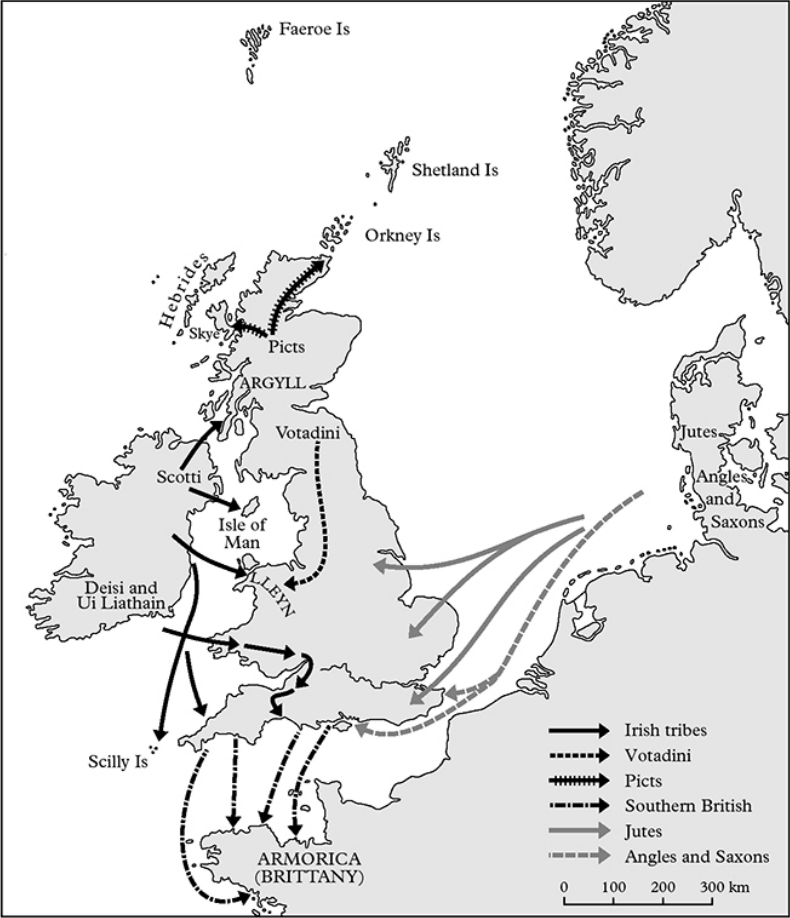 Faeroe Is
Shetland Is
Orkney Is
Hebrides
Skye
Picts
ARGYLL
Votadini
Jutes
Scotti
Angles
and
Saxons
Isle of
Man
LLEYN
Deisi and
Ui Liathain
Scilly Is
ARMORICA
(BRITTANY)
Irish tribes
Votadini
Picts
Southern British
Jutes
Angles and Saxons
0 100 200 300 km